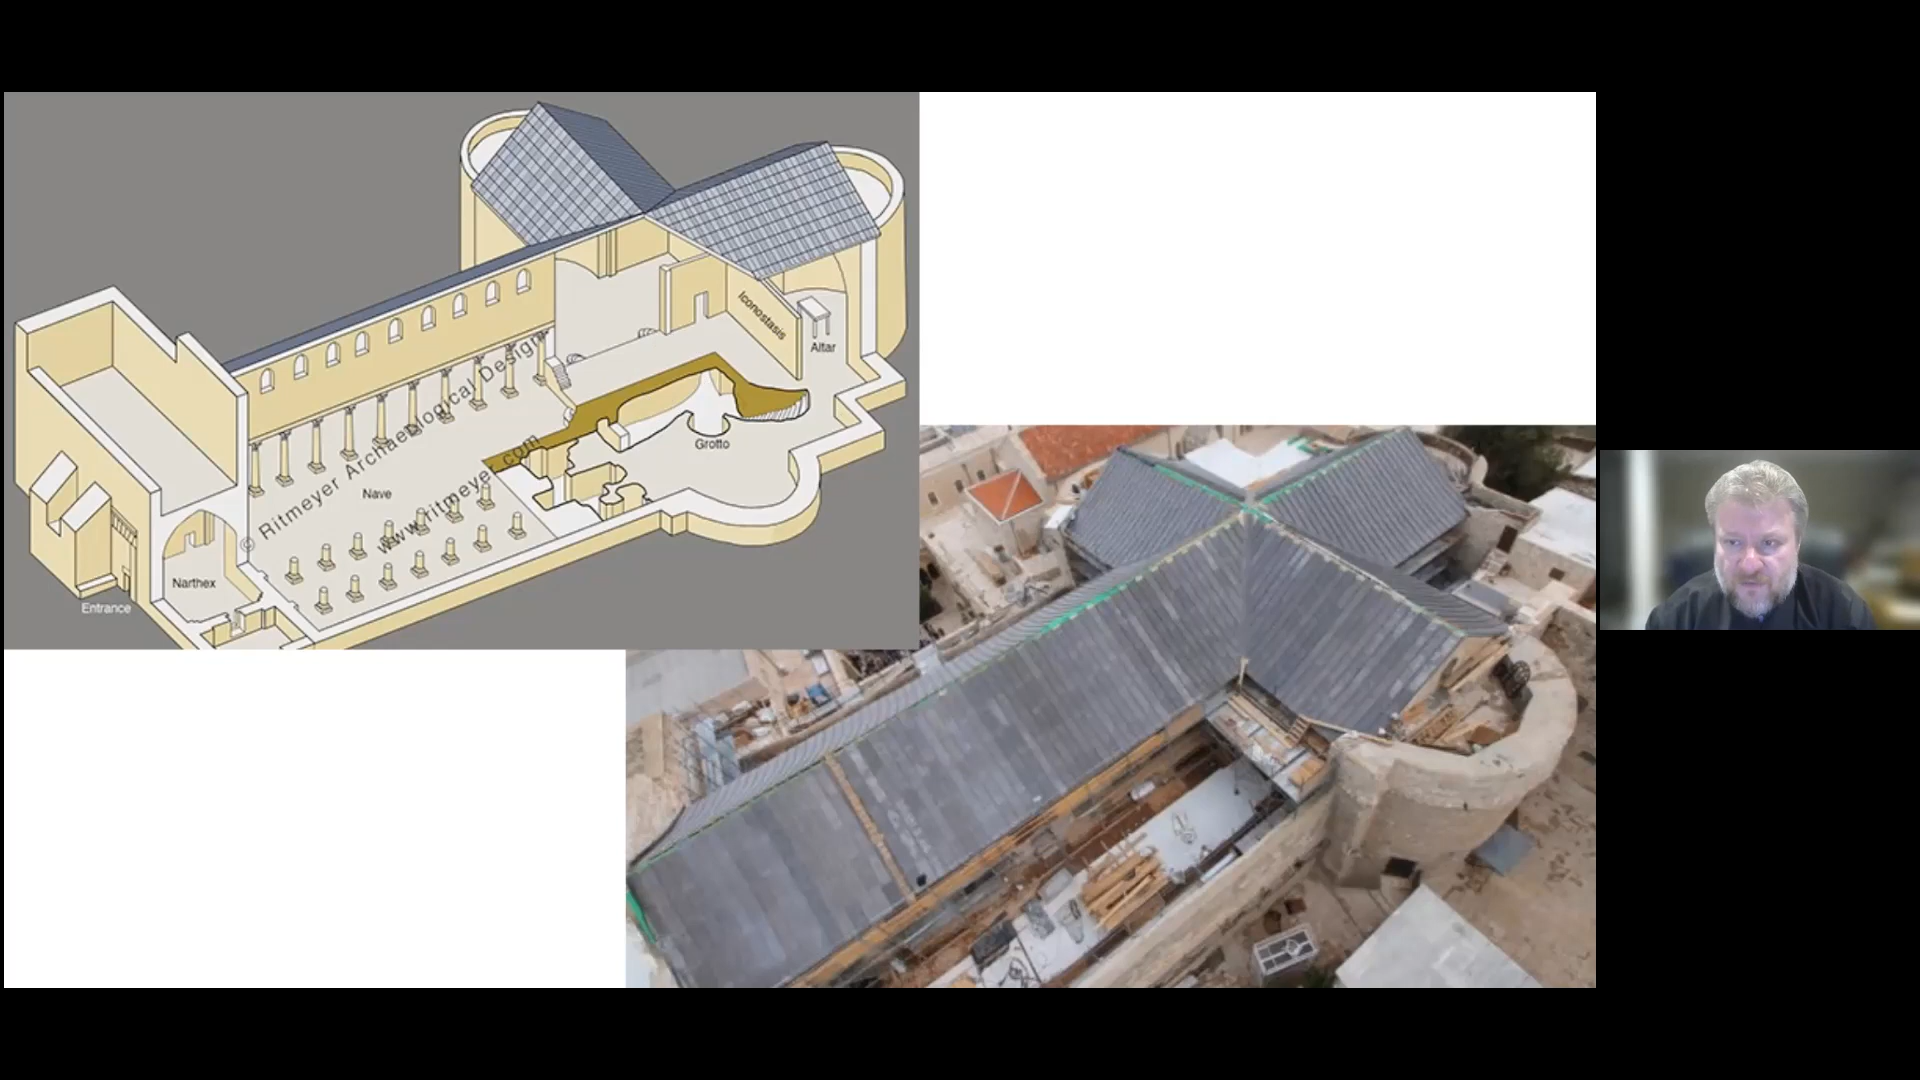 Iconostasis
Altar
Grotto
Nave
© Ritmeyer Archaeological Design
www.ritmeyer.com
Narthex
Entrance